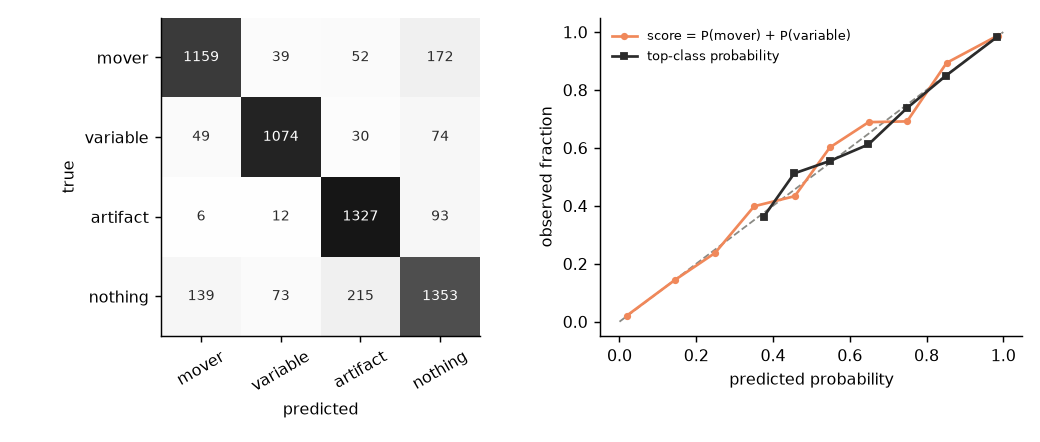 true
mover
variable
artifact
nothing
1159 39 52 172
49 1074 30 74
6 12 1327 93
139 73 215 1353
mover variable artifact nothing
predicted
observed fraction
1.0
0.8
0.6
0.4
0.2
0.0
score = P(mover) + P(variable)
top-class probability
0.0 0.2 0.4 0.6 0.8 1.0
predicted probability